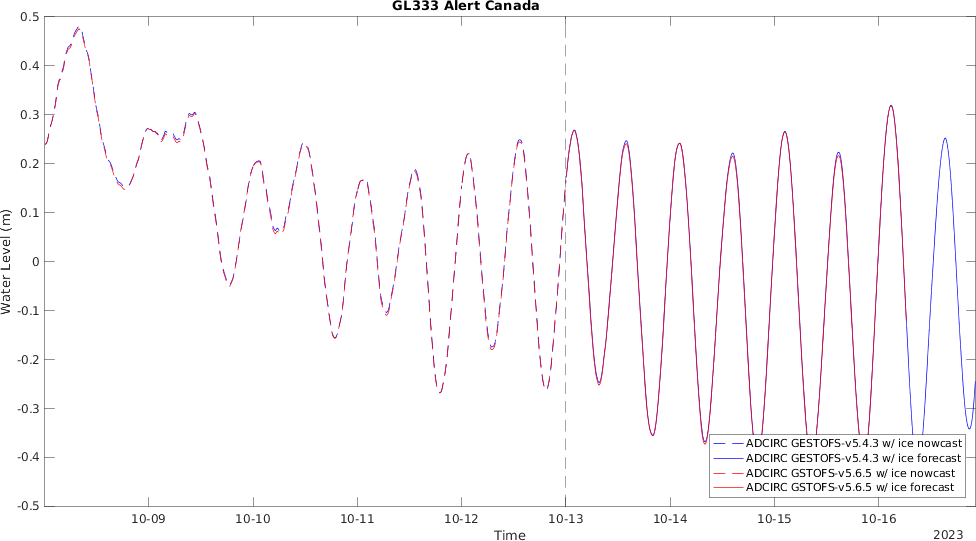 GL333 Alert Canada
0.5
0.4
0.3
0.2
0.1
0
-0.1
-0.2
-0.3
-0.4
-0.5
Water Level (m)
ADCIRC GESTOFS-v5.4.3 w/ ice nowcast
ADCIRC GESTOFS-v5.4.3 w/ ice forecast
ADCIRC GSTOFS-v5.6.5 w/ ice nowcast
ADCIRC GSTOFS-v5.6.5 w/ ice forecast
10-09 10-10 10-11 10-12 10-13 10-14 10-15 10-16
Time
2023